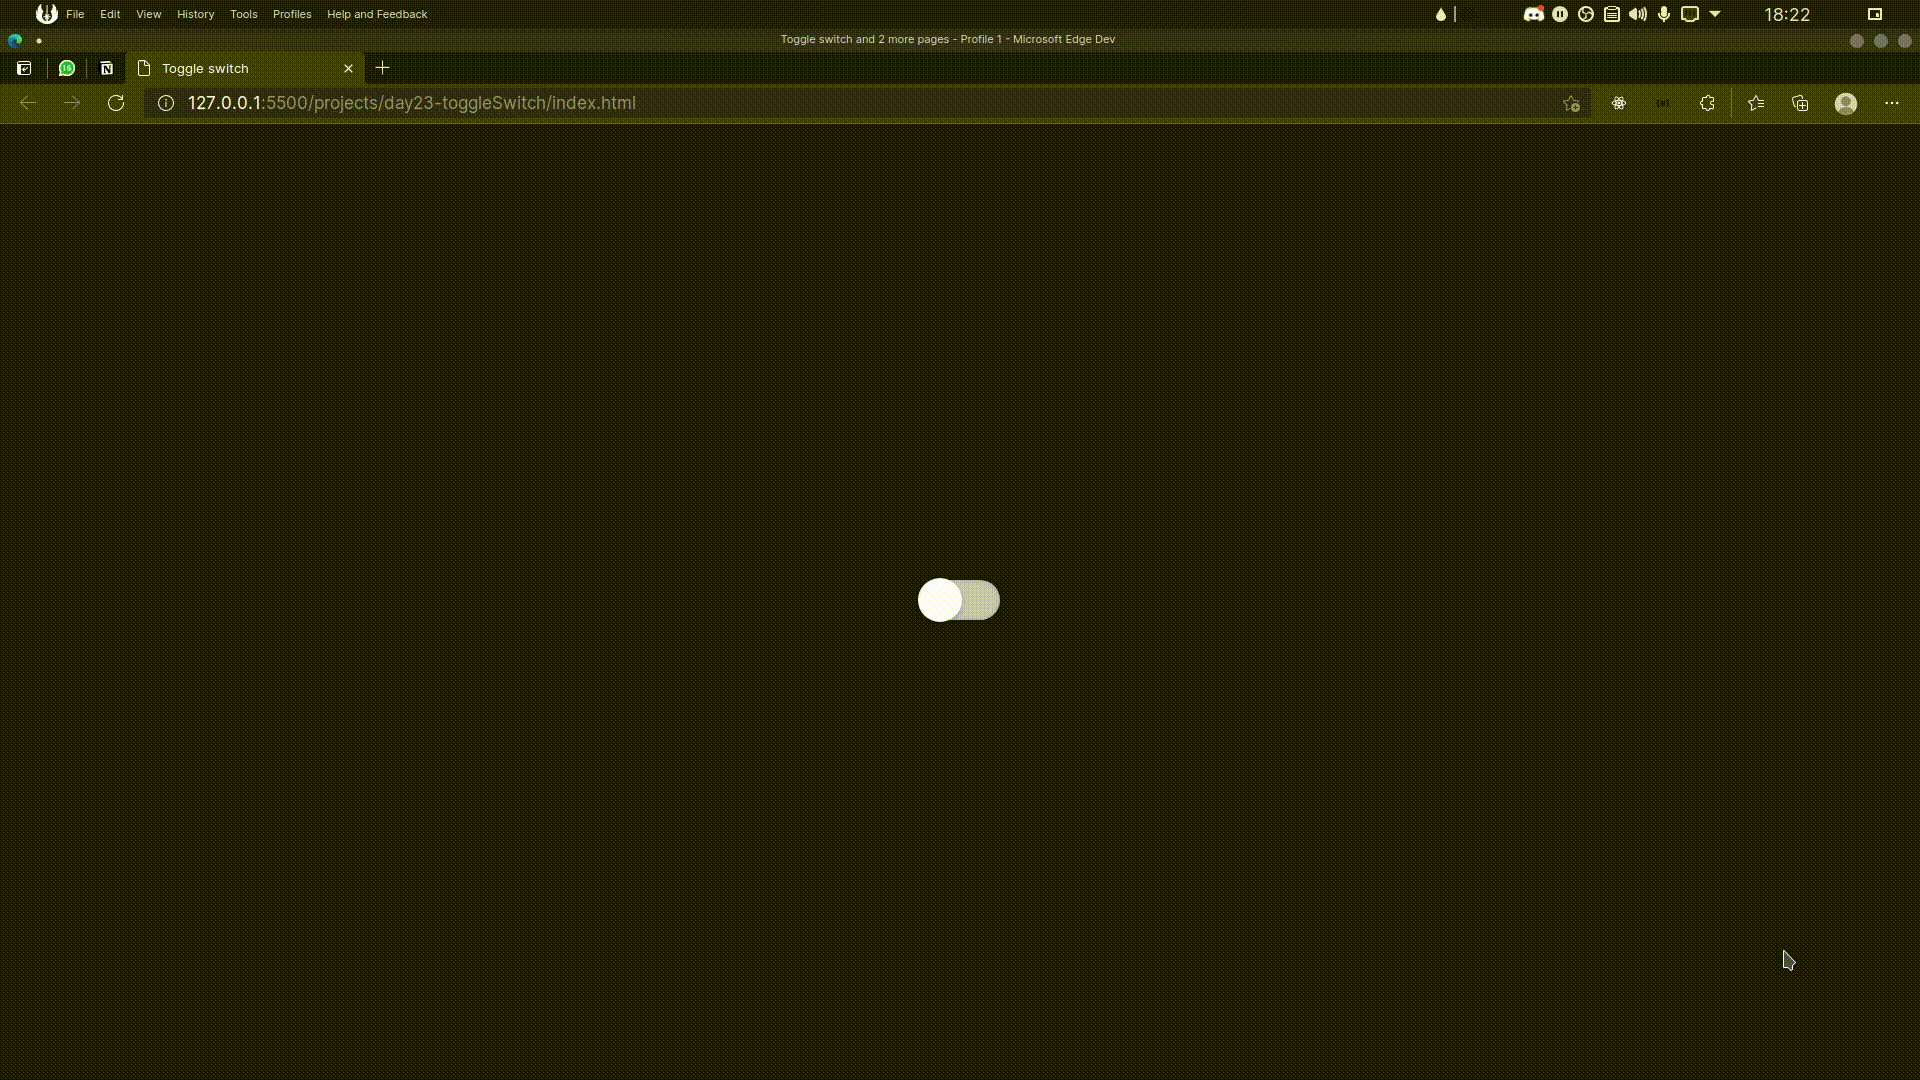 File Edit View History Tools Profiles Help and Feedback 18:22
Toggle switch and 2 more pages - Profile 1 - Microsoft Edge Dev
16 Toggle switch
127.0.0.1:5500/projects/day23-toggleSwitch/index.html